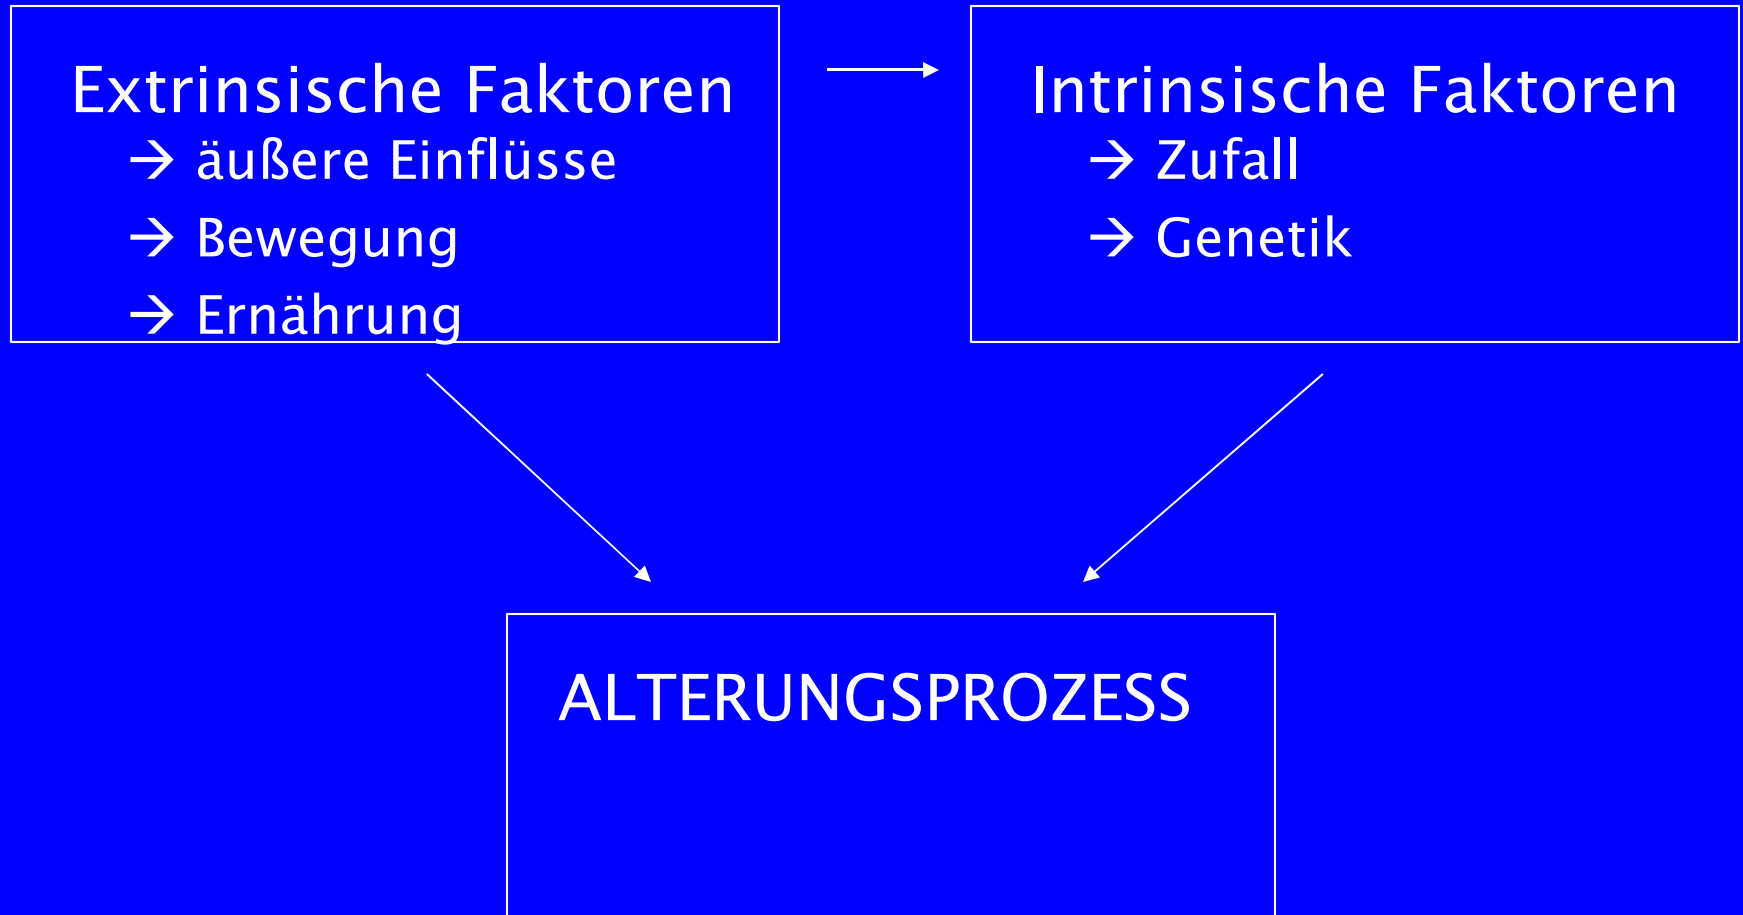 Extrinsische Faktoren
→ äußere Einflüsse
→ Bewegung
→ Ernährung
Intrinsische Faktoren
→ Zufall
→ Genetik
ALTERUNGSPROZESS